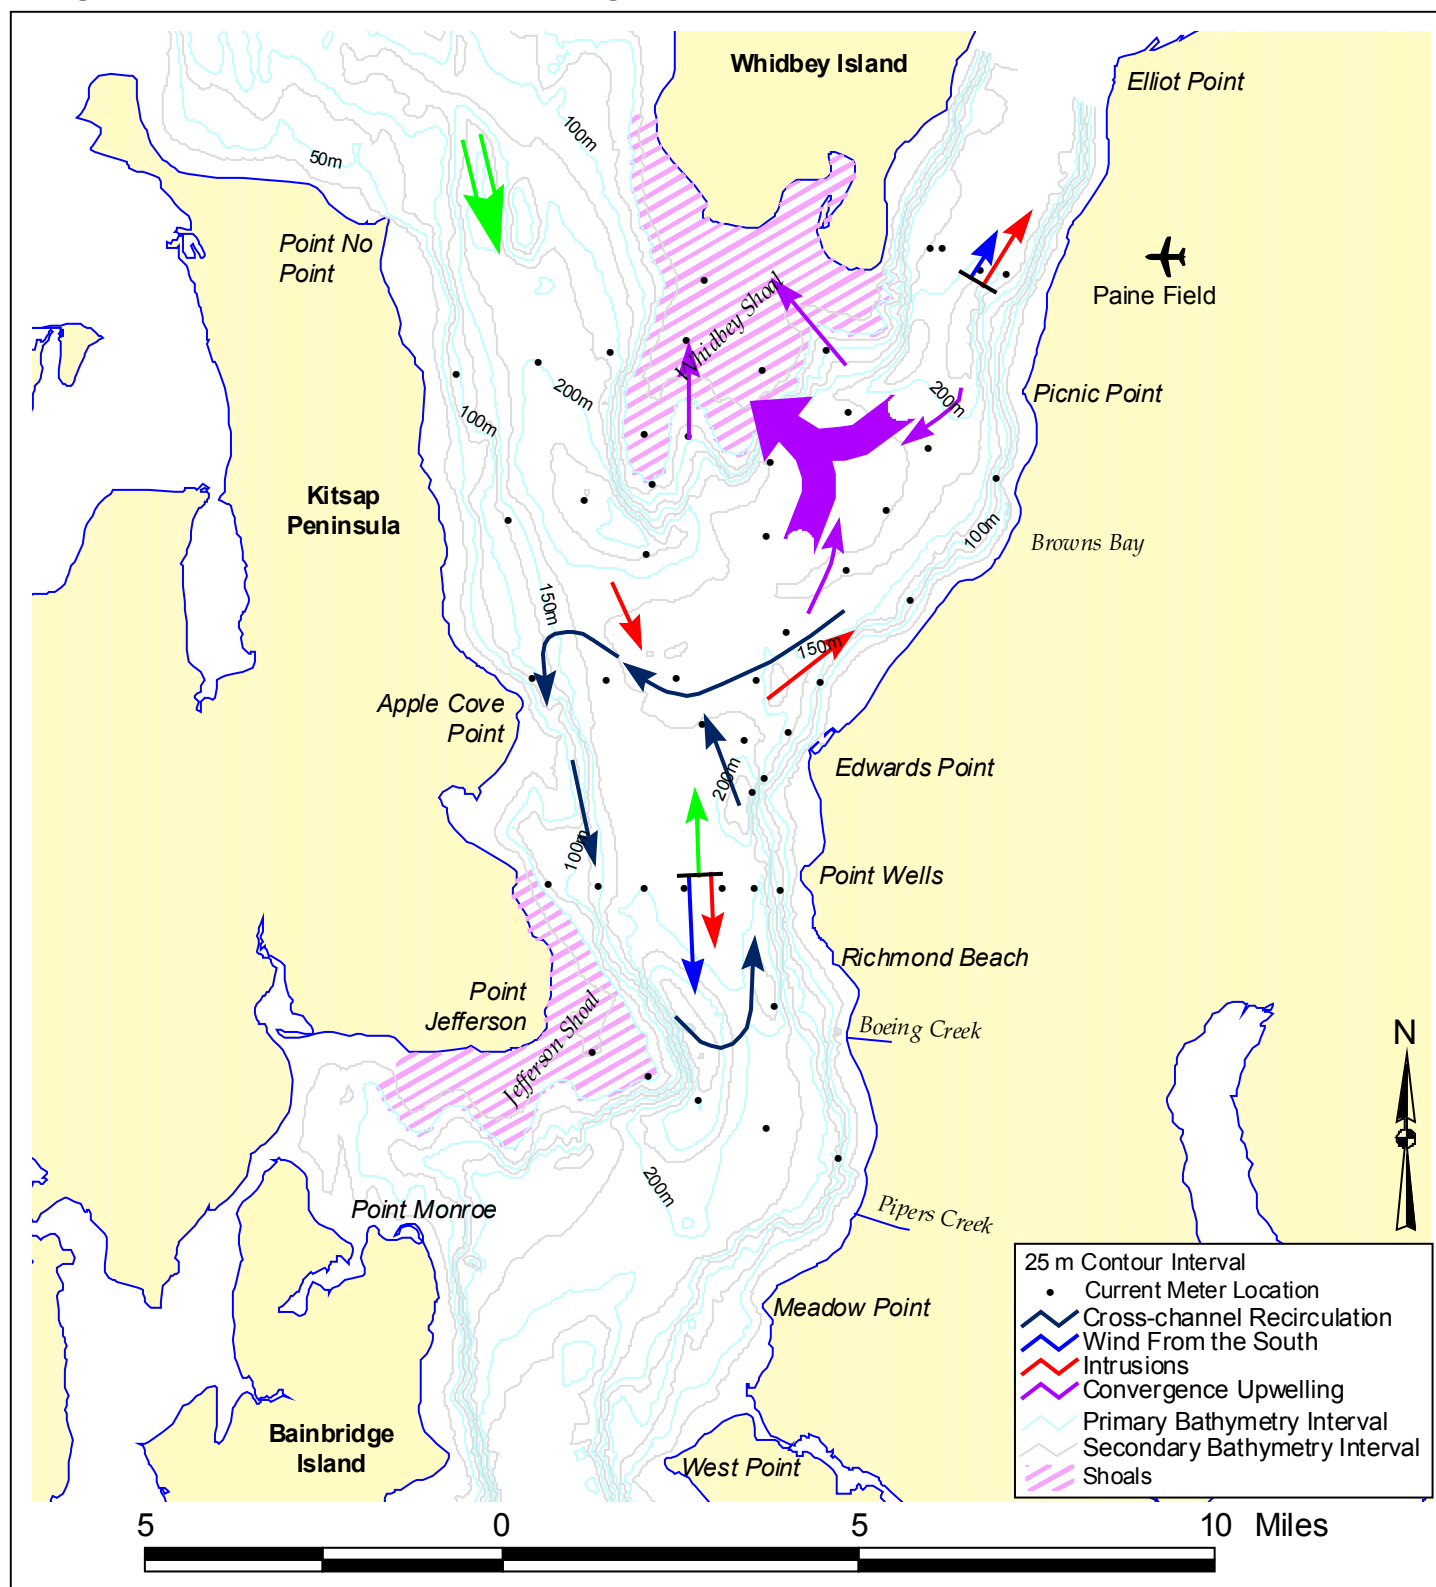 Whidbey Island
Elliot Point
100m
50m
Point No
Point
Paine Field
Whidbey Shoal
200m
200m
Picnic Point
100m
Kitsap
Peninsula
100m
Browns Bay
150m
150m
Apple Cove
Point
Edwards Point
200m
100m
Point Wells
Richmond Beach
Point
Jefferson
Jefferson Shoal
Boeing Creek
N
200m
Point Monroe
Pipers Creek
Meadow Point
Bainbridge
Island
West Point
25 m Contour Interval
Current Meter Location
Cross-channel Recirculation
Wind From the South
Intrusions
Convergence Upwelling
Primary Bathymetry Interval
Secondary Bathymetry Interval
Shoals
5 0 5 10 Miles